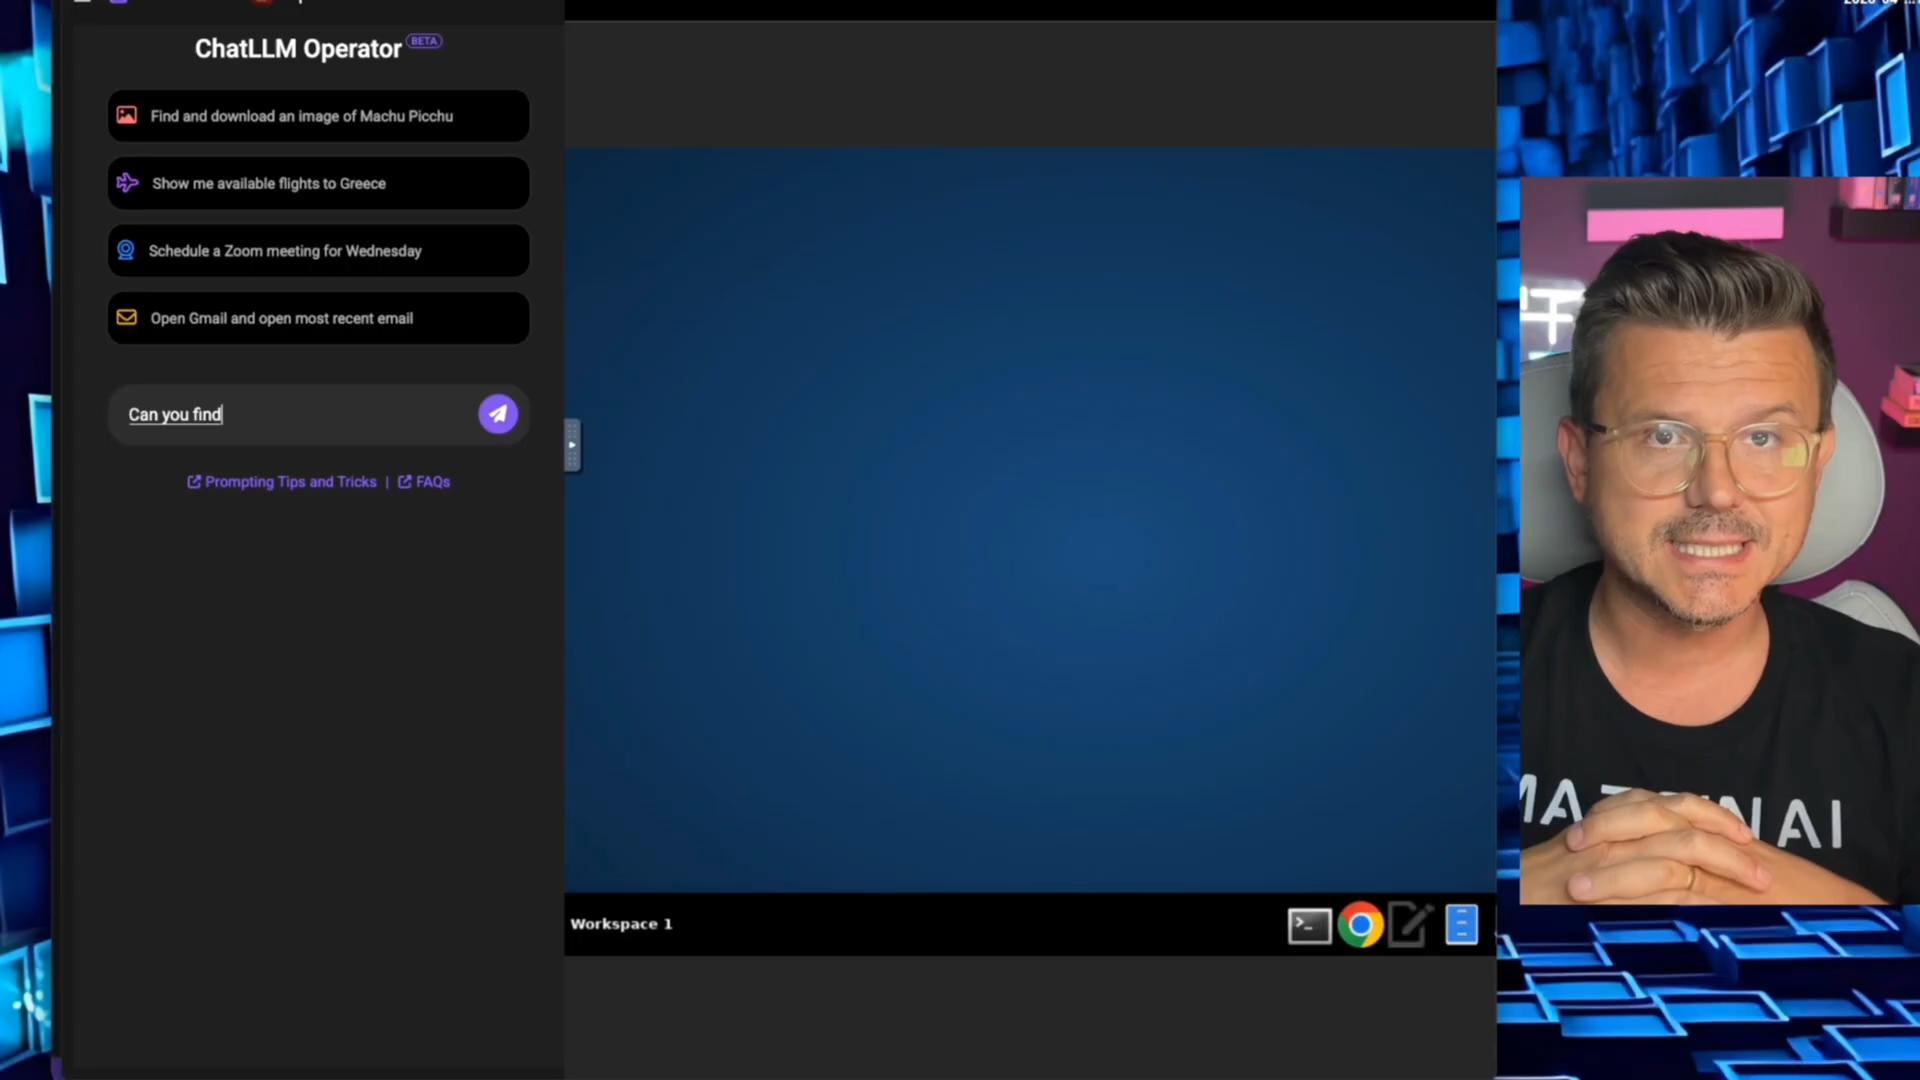 ChatLLM Operator BETA
Find and download an image of Machu Picchu
Show me available flights to Greece
Schedule a Zoom meeting for Wednesday
Open Gmail and open most recent email
Can you find
Prompting Tips and Tricks | FAQs
Workspace 1
AI